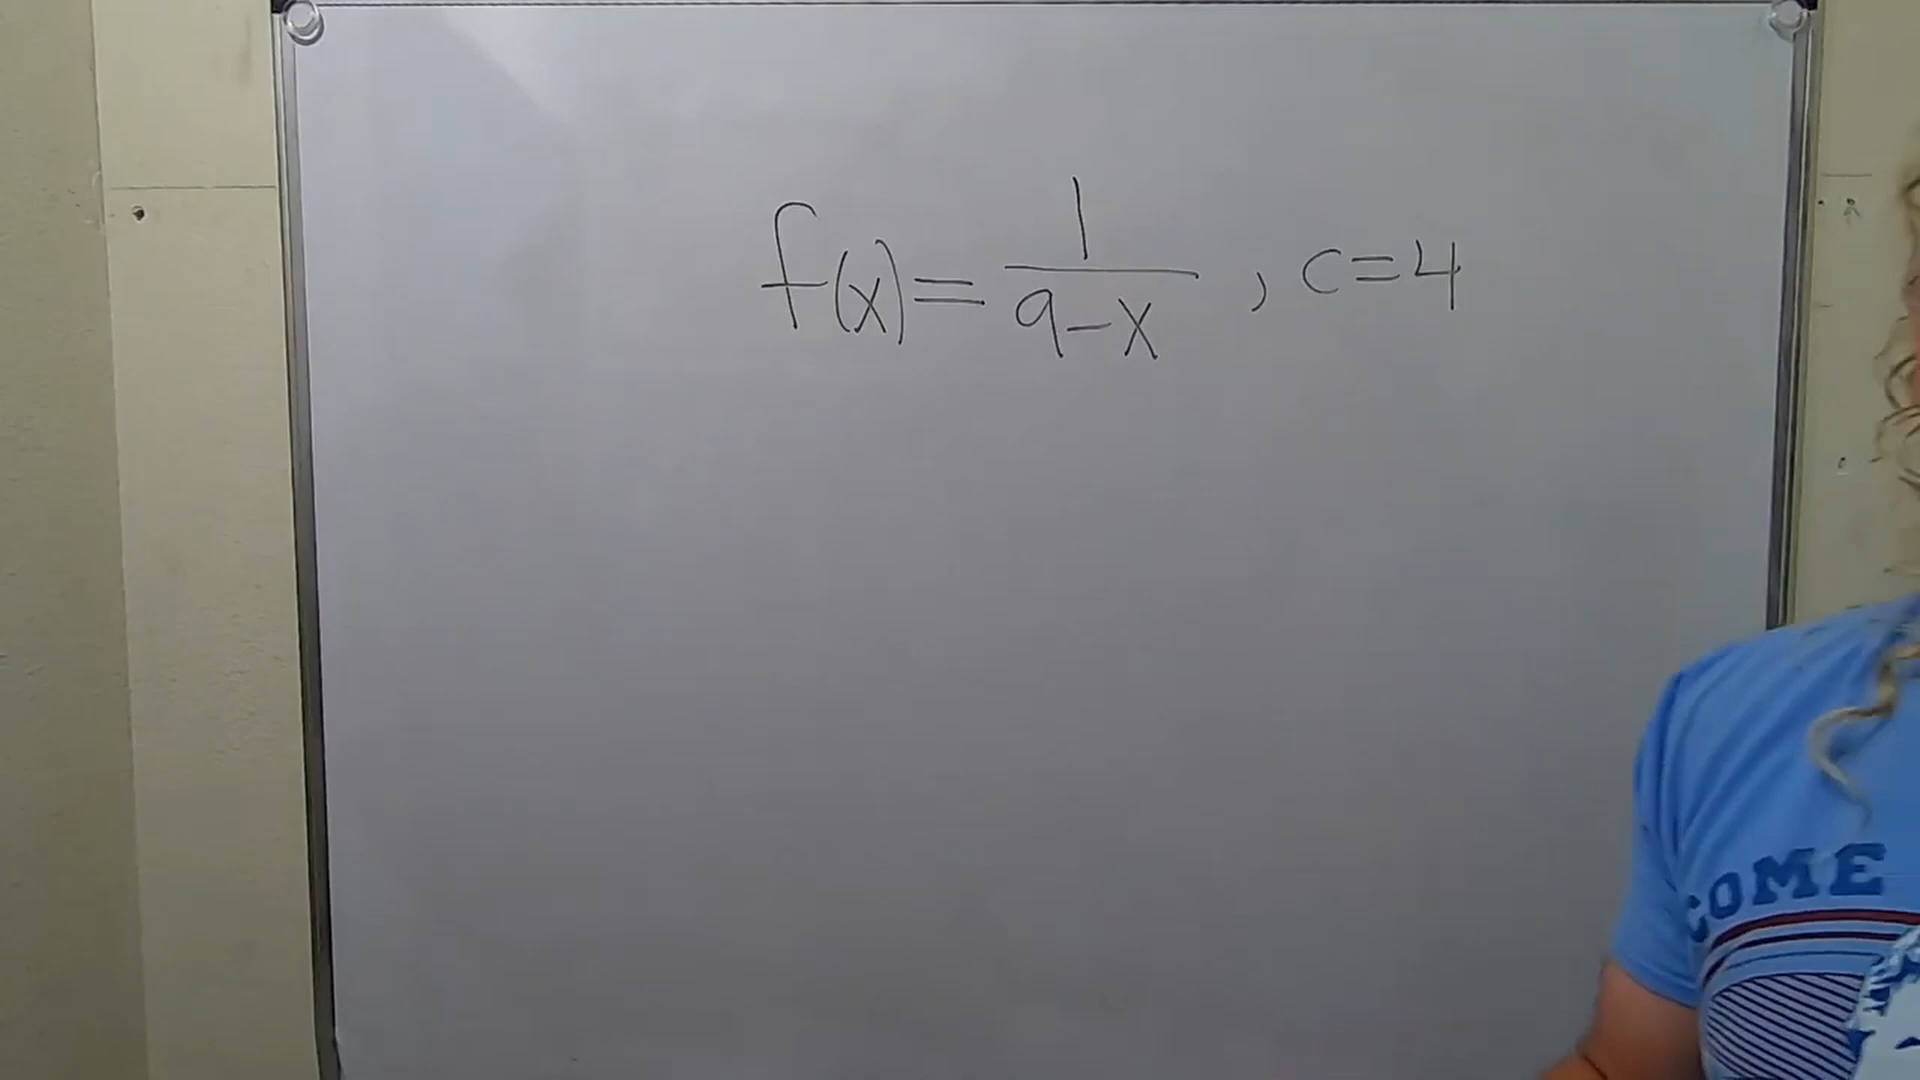 f(x) = 1/(9-x) , c=4
COME